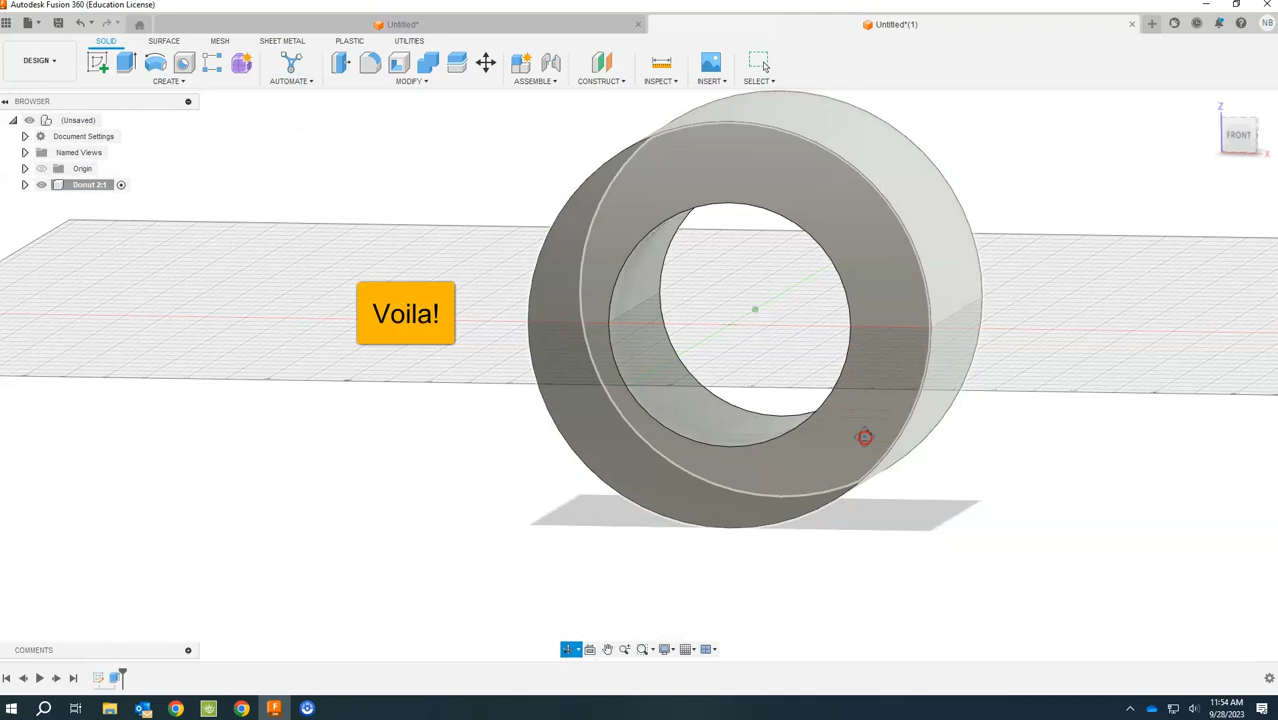 Autodesk Fusion 360 (Education License)
Untitled*
Untitled*(1)
NB
DESIGN
SOLID
SURFACE
MESH
SHEET METAL
PLASTIC
UTILITIES
CREATE
AUTOMATE
MODIFY
ASSEMBLE
CONSTRUCT
INSPECT
INSERT
SELECT
BROWSER
(Unsaved)
Document Settings
Named Views
Origin
Donut 2:1
Z
FRONT
X
Voila!
COMMENTS
11:54 AM
9/28/2023